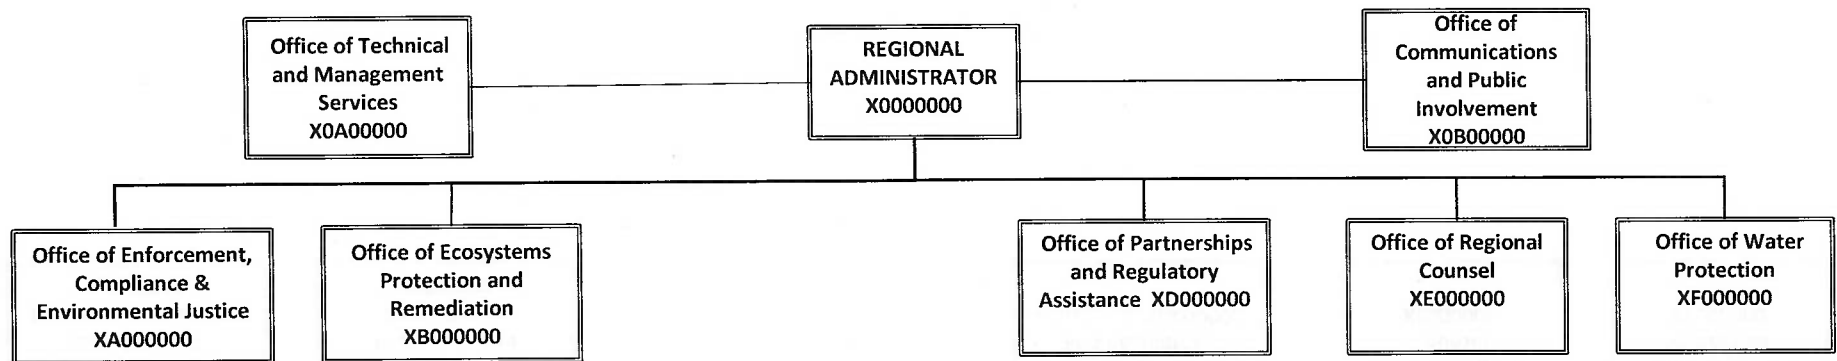 Office of Technical
and Management
Services
X0A00000
REGIONAL
ADMINISTRATOR
X0000000
Office of
Communications
and Public
Involvement
X0B00000
Office of Enforcement,
Compliance &
Environmental Justice
XA000000
Office of Ecosystems
Protection and
Remediation
XB000000
Office of Partnerships
and Regulatory
Assistance XD000000
Office of Regional
Counsel
XE000000
Office of Water
Protection
XF000000